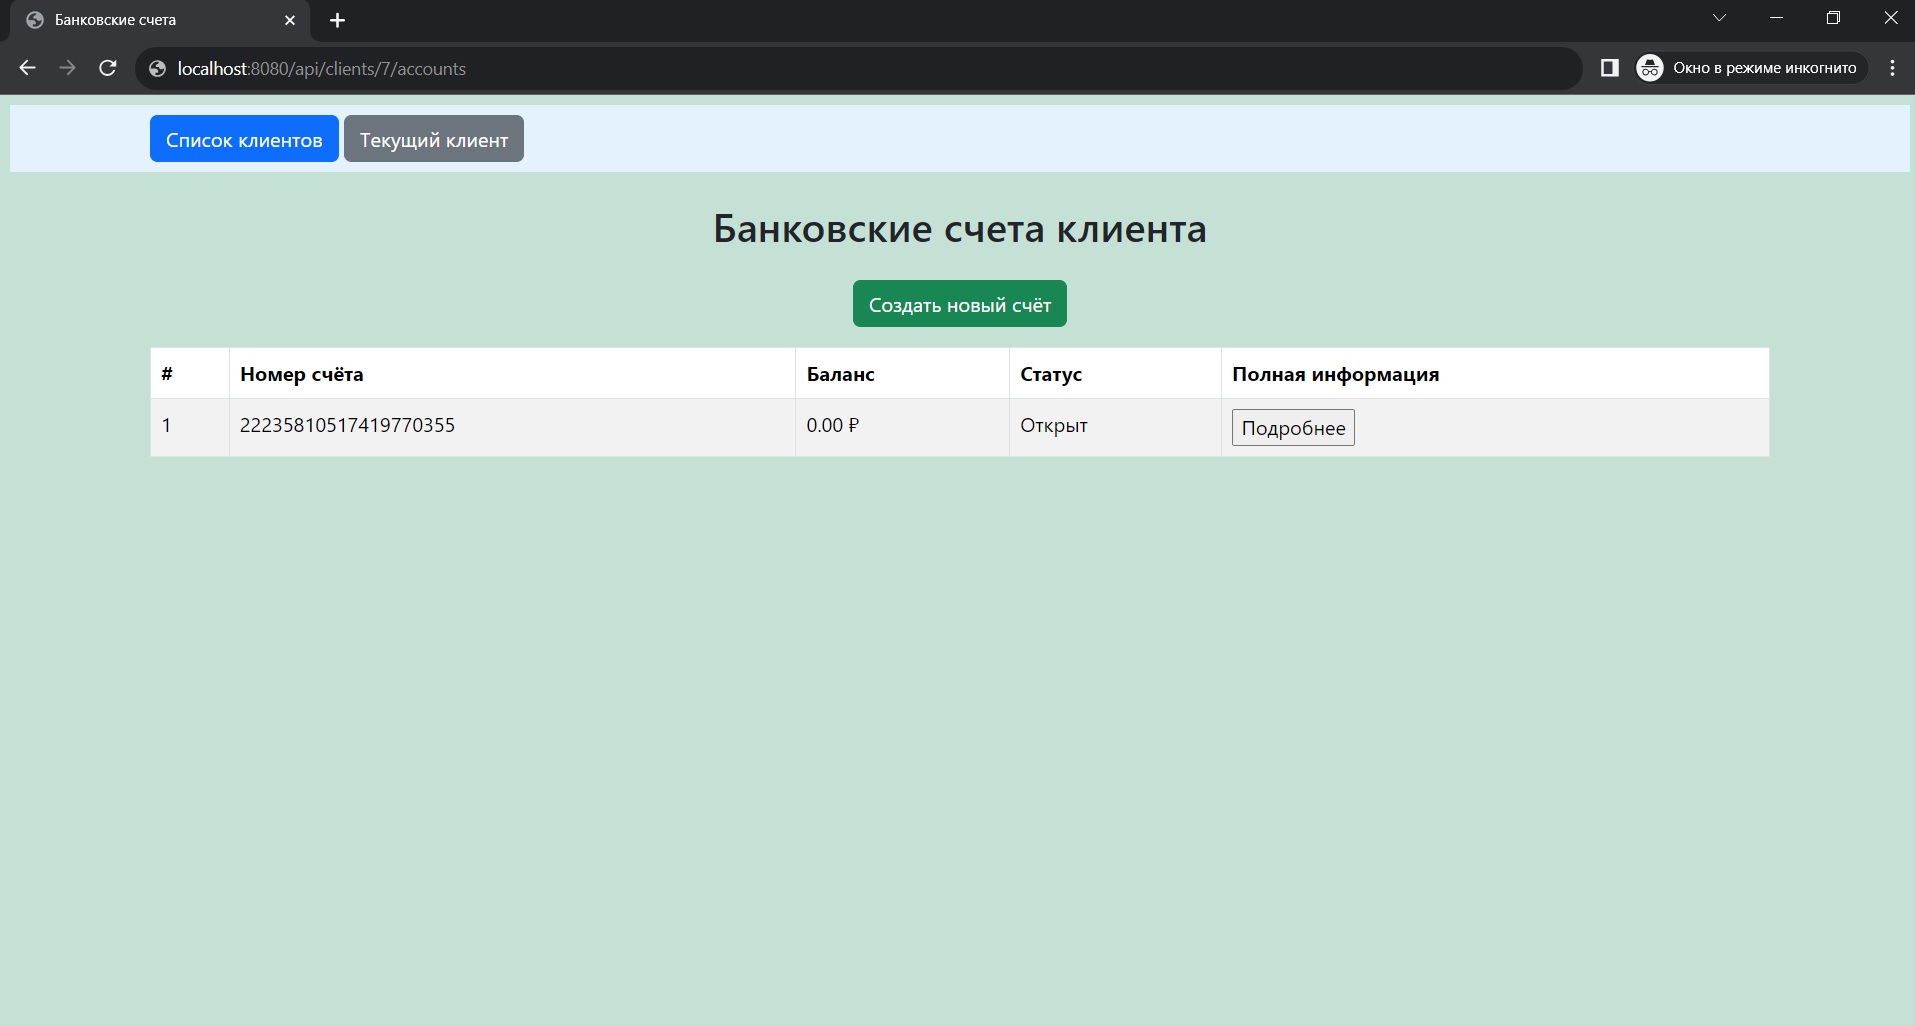 Банковские счета
localhost:8080/api/clients/7/accounts
Окно в режиме инкогнито
Список клиентов Текущий клиент
Банковские счета клиента
Создать новый счёт
# Номер счёта Баланс Статус Полная информация
1 22235810517419770355 0.00 ₽ Открыт Подробнее